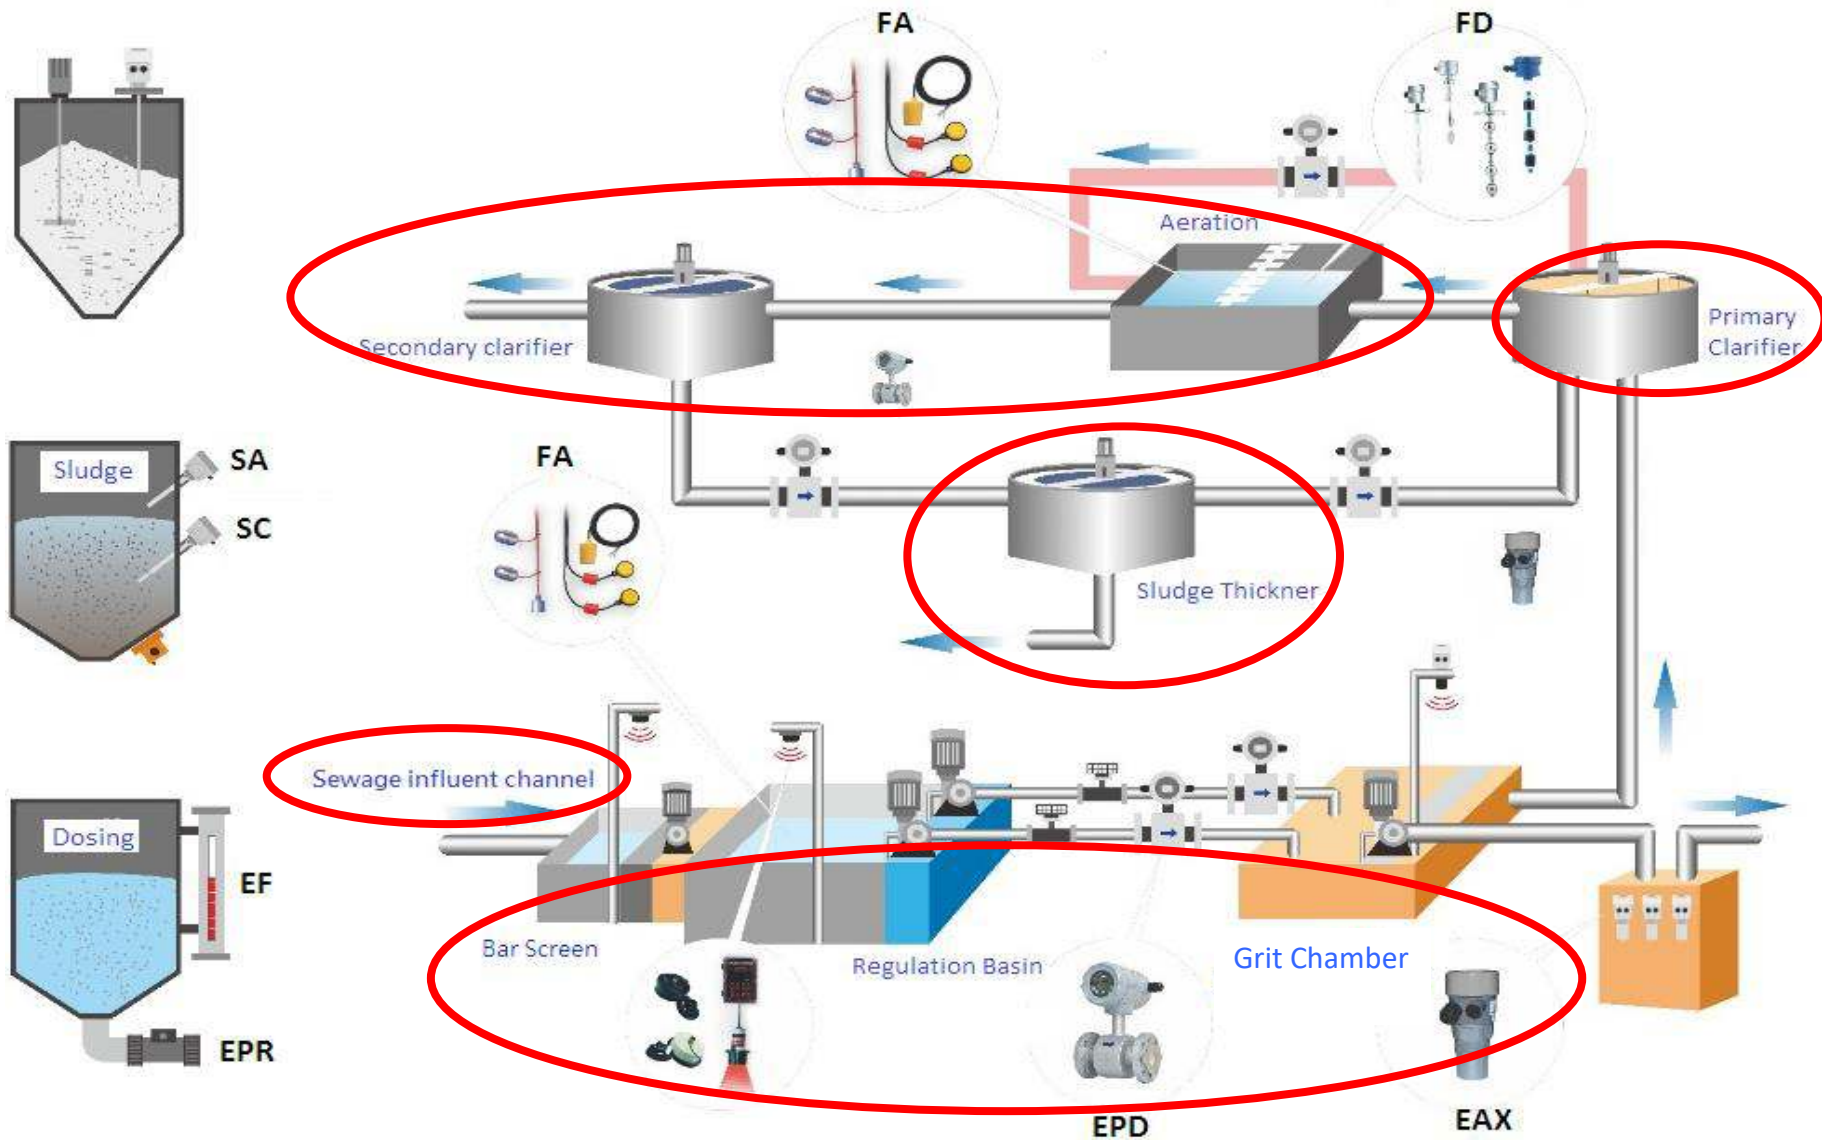 FA
FD
Aeration
Secondary clarifier
Primary
Clarifier
Sludge
SA
SC
FA
Sludge Thickner
Sewage influent channel
Dosing
EF
EPR
Bar Screen
Regulation Basin
Grit Chamber
EPD
EAX